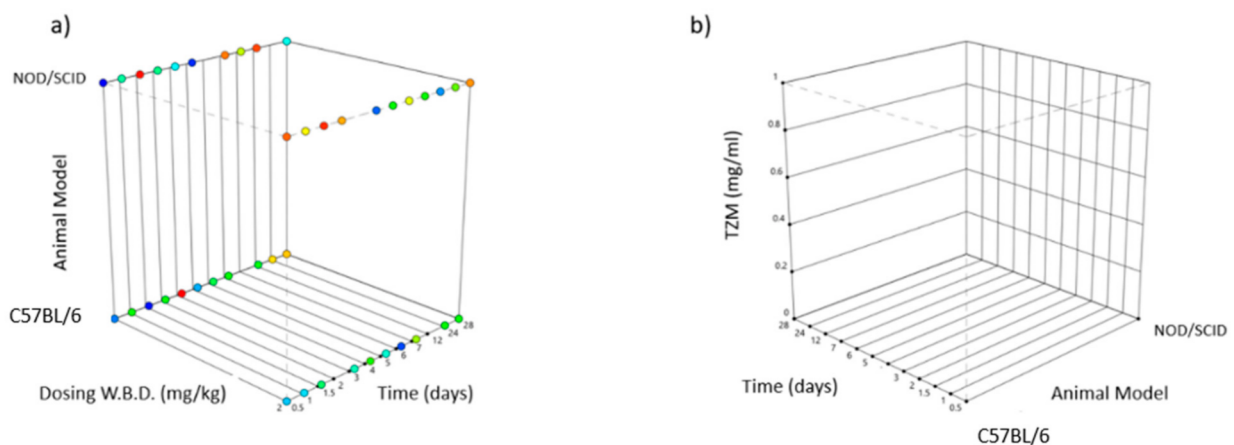 a)
NOD/SCID
Animal Model
C57BL/6
Dosing W.B.D. (mg/kg)
2
0.5
1
1.5
2
3
4
5
6
7
12
24
28
Time (days)
b)
TZM (mg/ml)
1
0.8
0.6
0.4
0.2
0
28
24
12
7
6
5
4
3
2
1.5
1
0.5
Time (days)
Animal Model
NOD/SCID
C57BL/6